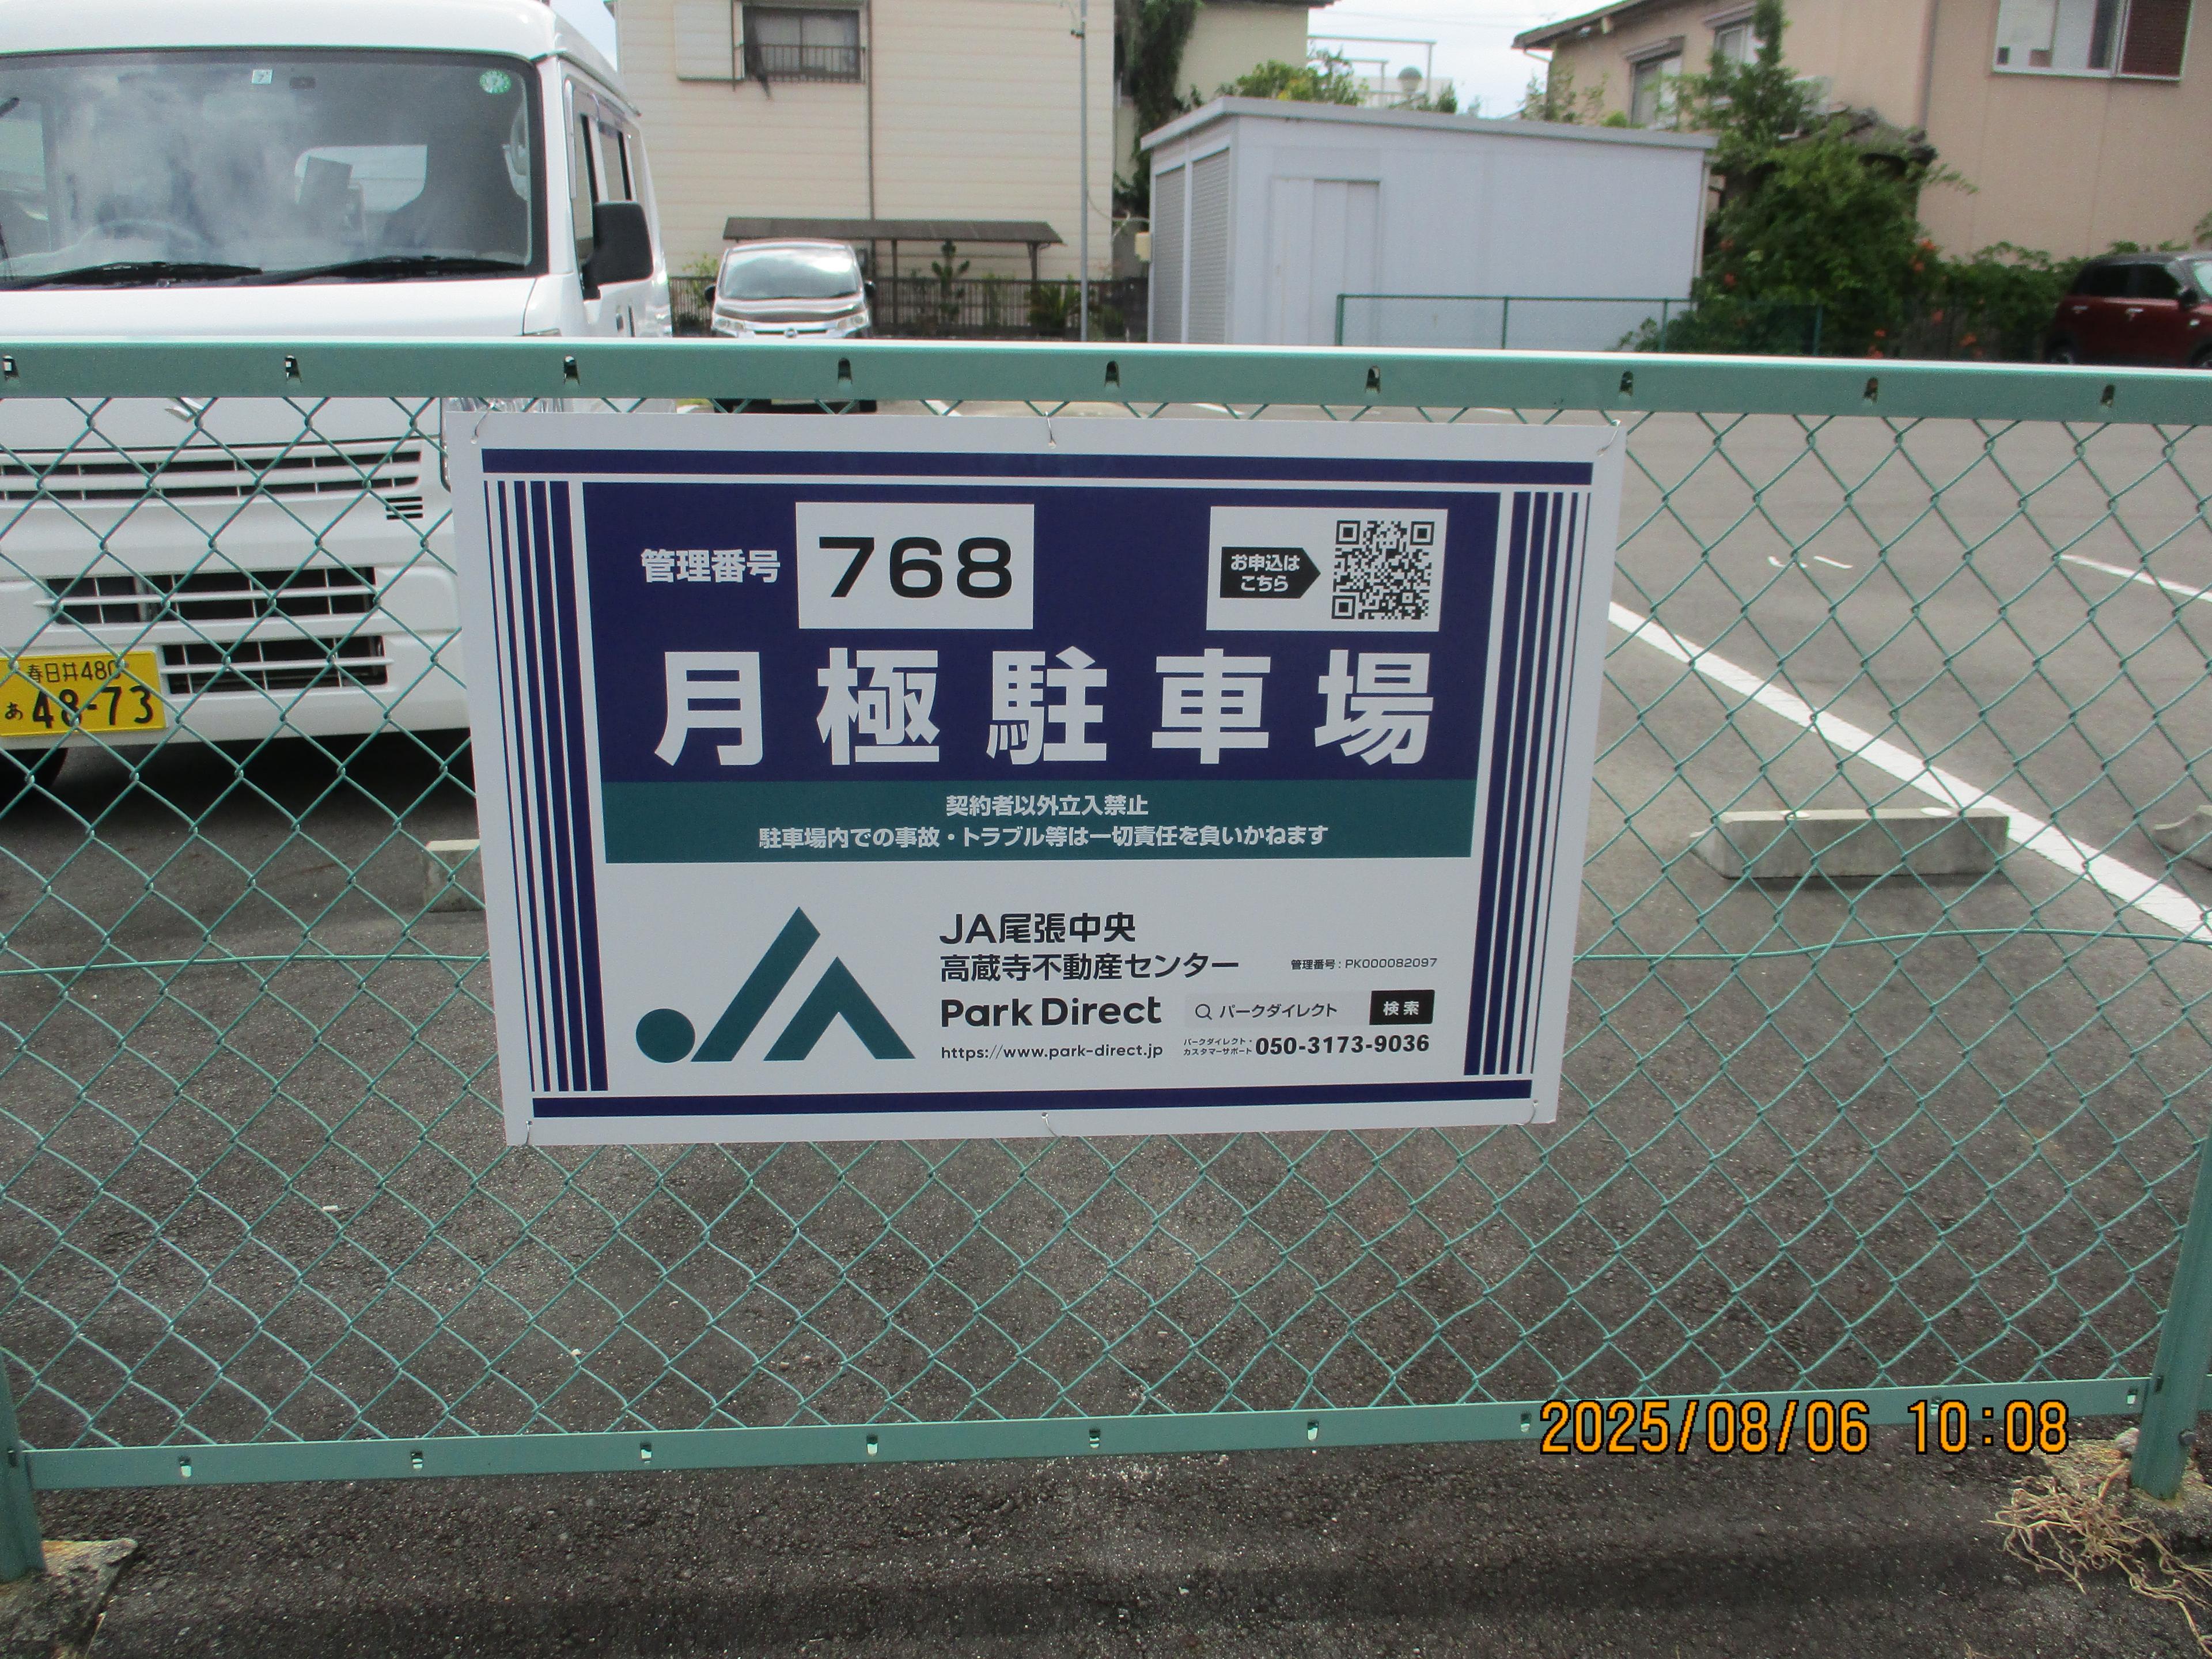 管理番号 768
お申込は
こちら
月極駐車場
契約者以外立入禁止
駐車場内での事故・トラブル等は一切責任を負いかねます
JA
JA尾張中央
高蔵寺不動産センター
管理番号：PK000082097
Park Direct
パークダイレクト 検索
https://www.park-direct.jp
パークダイレクト・
カスタマーサポート
050-3173-9036
春日井480
あ 48-73
2025/08/06 10:08